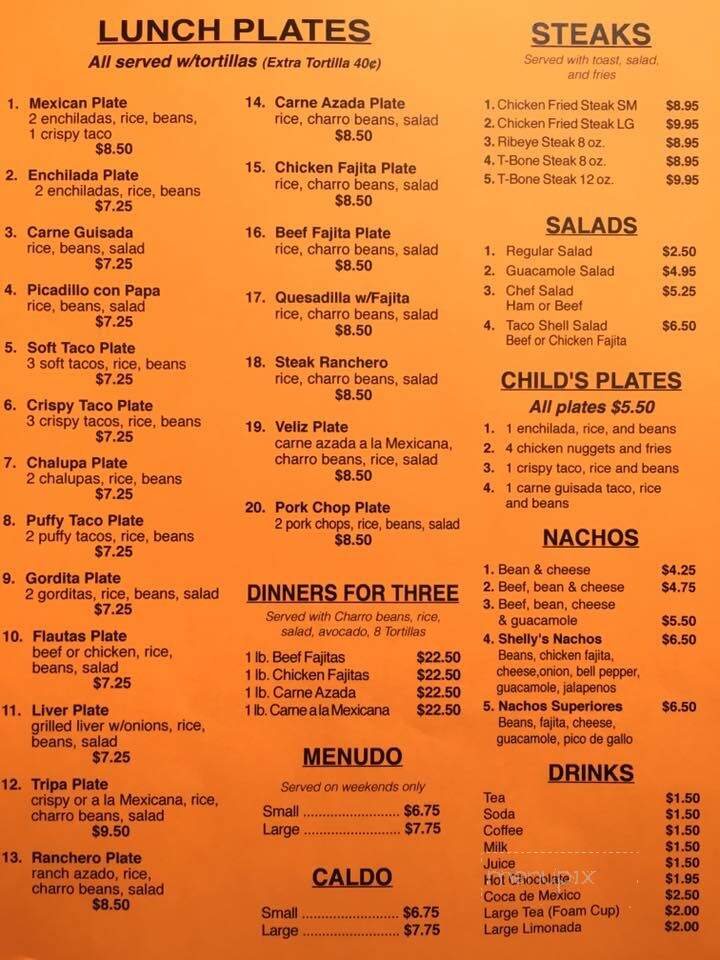 LUNCH PLATES
All served w/tortillas (Extra Tortilla 40¢)
1. Mexican Plate
2 enchiladas, rice, beans,
1 crispy taco
$8.50
2. Enchilada Plate
2 enchiladas, rice, beans
$7.25
3. Carne Guisada
rice, beans, salad
$7.25
4. Picadillo con Papa
rice, beans, salad
$7.25
5. Soft Taco Plate
3 soft tacos, rice, beans
$7.25
6. Crispy Taco Plate
3 crispy tacos, rice, beans
$7.25
7. Chalupa Plate
2 chalupas, rice, beans
$7.25
8. Puffy Taco Plate
2 puffy tacos, rice, beans
$7.25
9. Gordita Plate
2 gorditas, rice, beans, salad
$7.25
10. Flautas Plate
beef or chicken, rice,
beans, salad
$7.25
11. Liver Plate
grilled liver w/onions, rice,
beans, salad
$7.25
12. Tripa Plate
crispy or a la Mexicana, rice,
charro beans, salad
$9.50
13. Ranchero Plate
ranch azado, rice,
charro beans, salad
$8.50
14. Carne Azada Plate
rice, charro beans, salad
$8.50
15. Chicken Fajita Plate
rice, charro beans, salad
$8.50
16. Beef Fajita Plate
rice, charro beans, salad
$8.50
17. Quesadilla w/Fajita
rice, charro beans, salad
$8.50
18. Steak Ranchero
rice, charro beans, salad
$8.50
19. Veliz Plate
carne azada a la Mexicana,
charro beans, rice, salad
$8.50
20. Pork Chop Plate
2 pork chops, rice, beans, salad
$8.50
DINNERS FOR THREE
Served with Charro beans, rice,
salad, avocado, 8 Tortillas
1 lb. Beef Fajitas $22.50
1 lb. Chicken Fajitas $22.50
1 lb. Carne Azada $22.50
1 lb. Carne a la Mexicana $22.50
MENUDO
Served on weekends only
Small ......................... $6.75
Large ......................... $7.75
CALDO
Small ......................... $6.75
Large ......................... $7.75
STEAKS
Served with toast, salad,
and fries
1. Chicken Fried Steak SM $8.95
2. Chicken Fried Steak LG $9.95
3. Ribeye Steak 8 oz. $8.95
4. T-Bone Steak 8 oz. $8.95
5. T-Bone Steak 12 oz. $9.95
SALADS
1. Regular Salad $2.50
2. Guacamole Salad $4.95
3. Chef Salad $5.25
Ham or Beef
4. Taco Shell Salad $6.50
Beef or Chicken Fajita
CHILD'S PLATES
All plates $5.50
1. 1 enchilada, rice, and beans
2. 4 chicken nuggets and fries
3. 1 crispy taco, rice and beans
4. 1 carne guisada taco, rice
and beans
NACHOS
1. Bean & cheese $4.25
2. Beef, bean & cheese $4.75
3. Beef, bean, cheese
& guacamole $5.50
4. Shelly's Nachos $6.50
Beans, chicken fajita,
cheese,onion, bell pepper,
guacamole, jalapenos
5. Nachos Superiores $6.50
Beans, fajita, cheese,
guacamole, pico de gallo
DRINKS
Tea $1.50
Soda $1.50
Coffee $1.50
Milk $1.50
Juice $1.50
Hot Chocolate $1.95
Coca de Mexico $2.50
Large Tea (Foam Cup) $2.00
Large Limonada $2.00
menupix